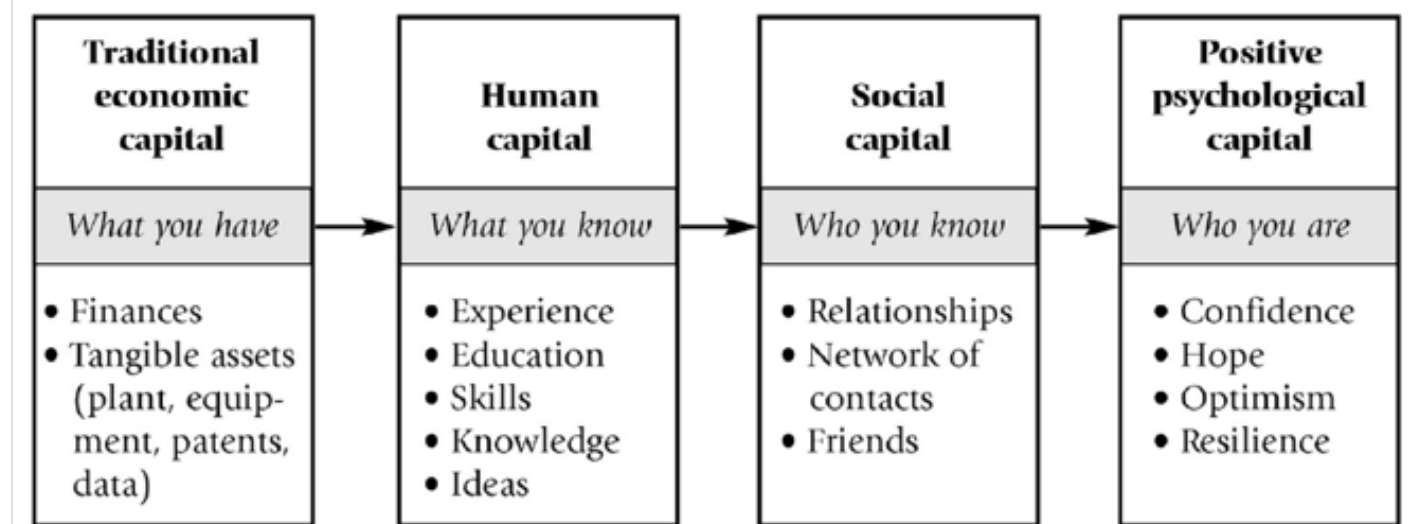 Traditional
economic
capital
What you have
• Finances
• Tangible assets
(plant, equip-
ment, patents,
data)
Human
capital
What you know
• Experience
• Education
• Skills
• Knowledge
• Ideas
Social
capital
Who you know
• Relationships
• Network of
contacts
• Friends
Positive
psychological
capital
Who you are
• Confidence
• Hope
• Optimism
• Resilience